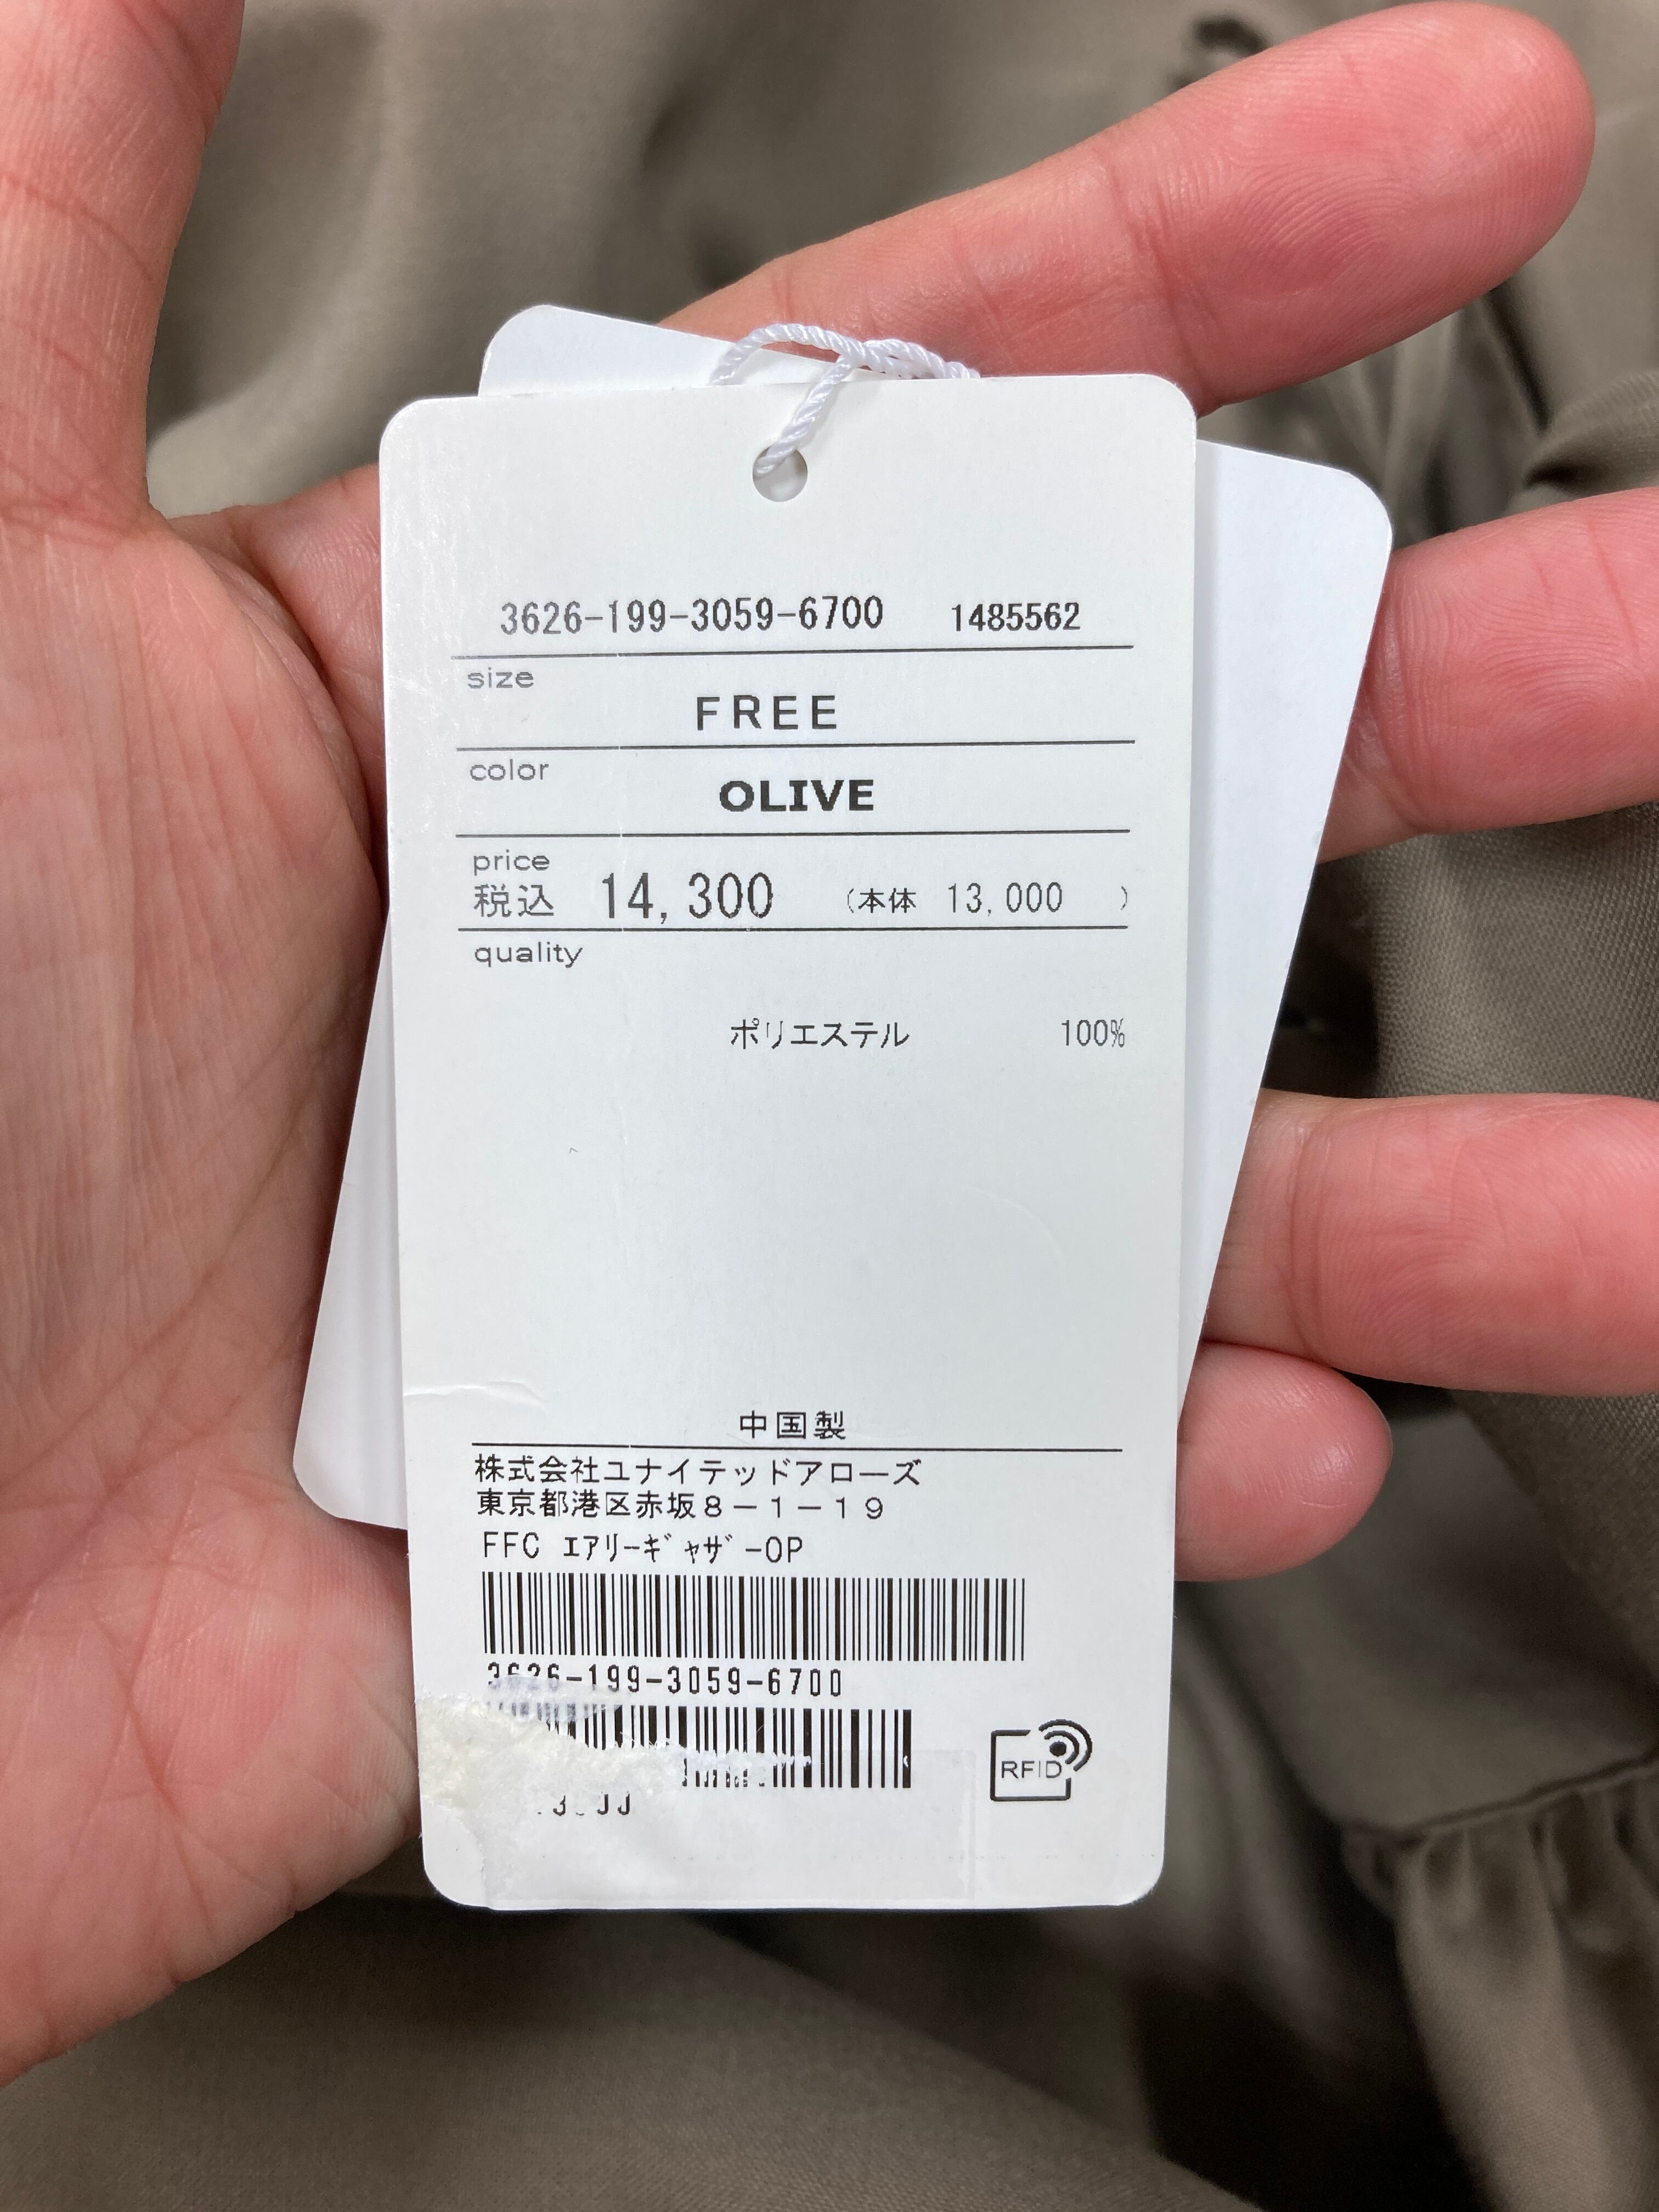 3626-199-3059-6700 1485562
size
FREE
color
OLIVE
price
税込 14,300 (本体 13,000 )
quality
ポリエステル 100%
中国製
株式会社ユナイテッドアローズ
東京都港区赤坂8-1-19
FFC ｴｱﾘｰｷﾞｬｻﾞｰOP
3626-199-3059-6700
RFID